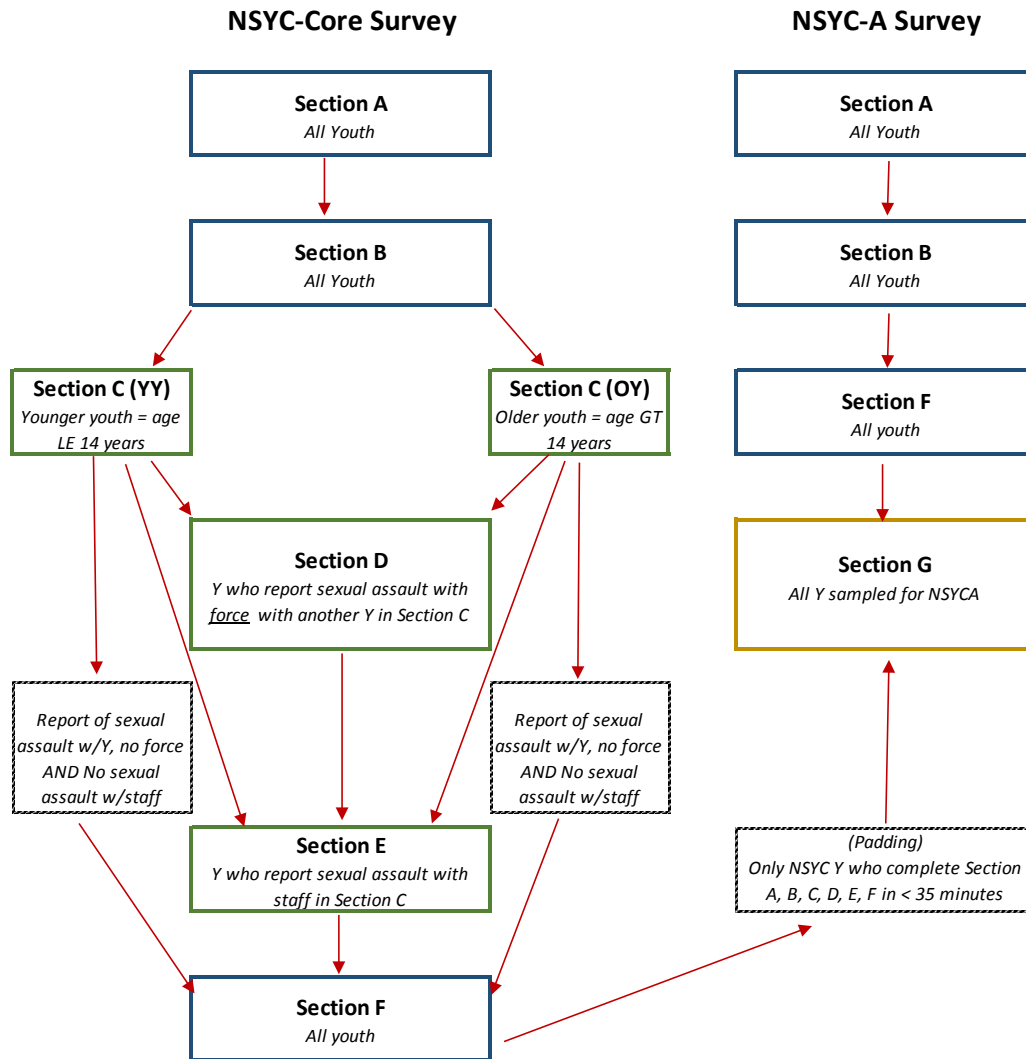 NSYC-Core Survey
NSYC-A Survey
Section A
All Youth
Section A
All Youth
Section B
All Youth
Section B
All Youth
Section C (YY)
Younger youth = age
LE 14 years
Section C (OY)
Older youth = age GT
14 years
Section F
All youth
Section D
Y who report sexual assault with
force with another Y in Section C
Section G
All Y sampled for NSYCA
Report of sexual
assault w/Y, no force
AND No sexual
assault w/staff
Report of sexual
assault w/Y, no force
AND No sexual
assault w/staff
Section E
Y who report sexual assault with
staff in Section C
(Padding)
Only NSYC Y who complete Section
A, B, C, D, E, F in < 35 minutes
Section F
All youth